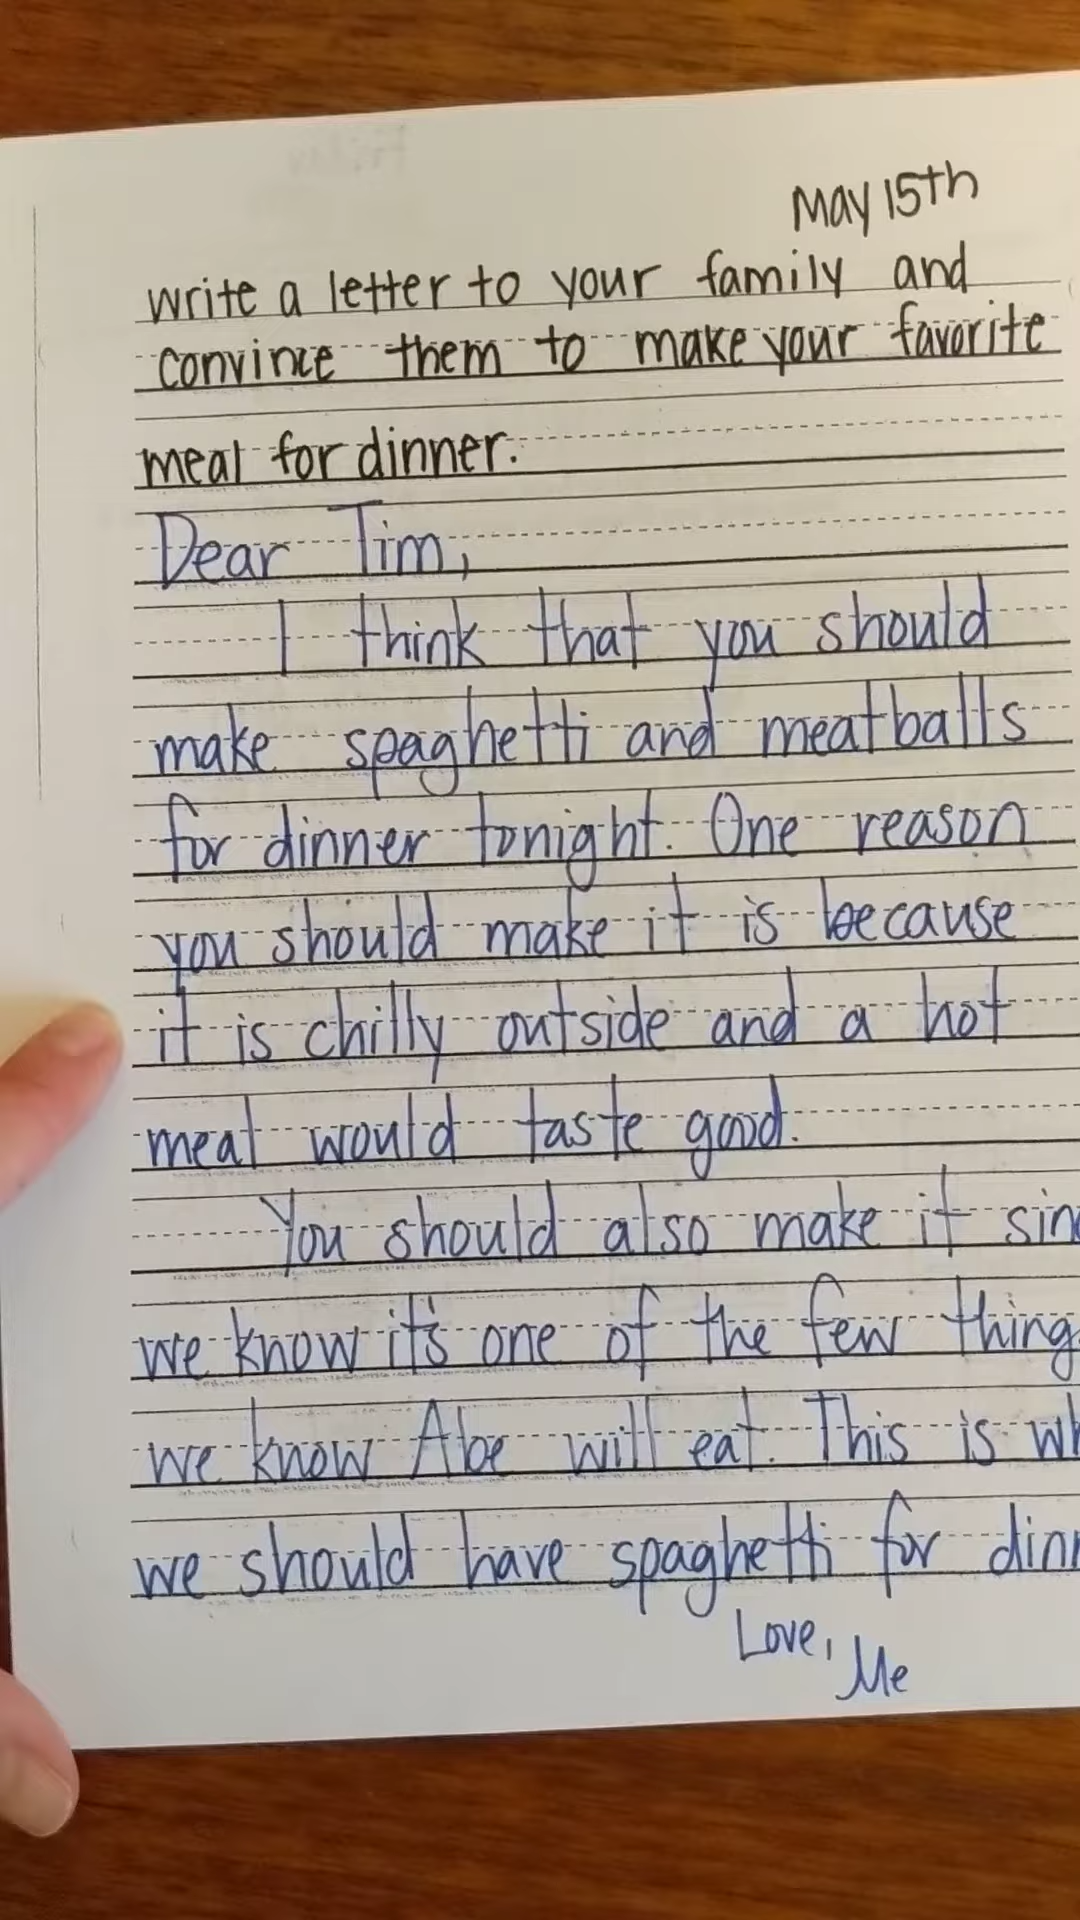 May 15th
write a letter to your family and
convince them to make your favorite
meal for dinner.
Dear Tim,
I think that you should
make spaghetti and meatballs
for dinner tonight. One reason
you should make it is because
it is chilly outside and a hot
meal would taste good.
You should also make it
we know it's one of the few
we know Abe will eat. This is
we should have spaghetti for
Love,
Me